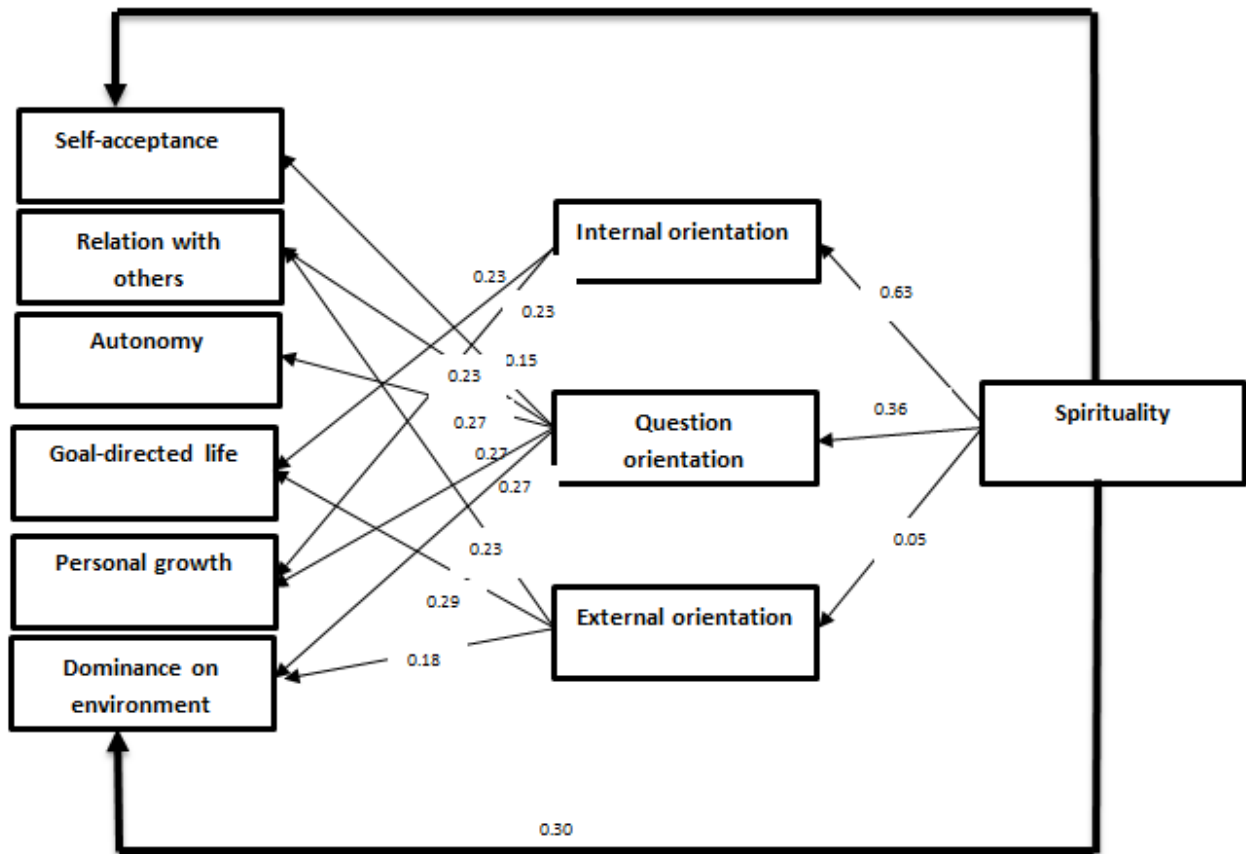 Self-acceptance
Relation with
others
Autonomy
Goal-directed life
Personal growth
Dominance on
environment
Internal orientation
Question
orientation
External orientation
Spirituality
0.23
0.23
0.15
0.23
0.27
0.27
0.27
0.23
0.29
0.18
0.63
0.36
0.05
0.30